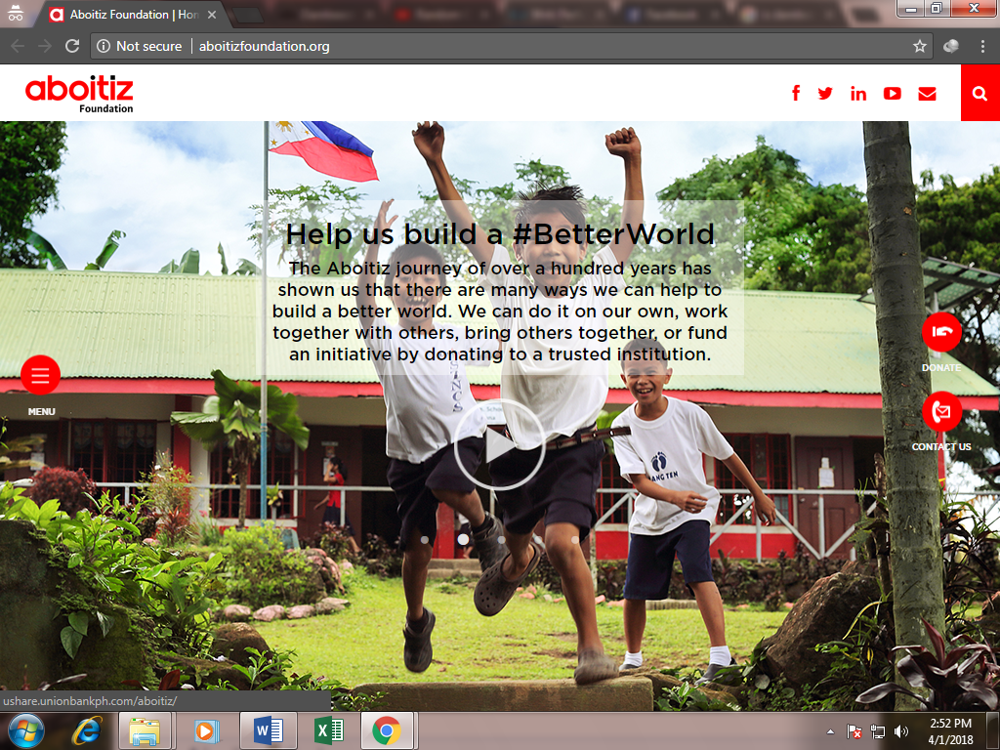 Aboitiz Foundation | Hom
Not secure | aboitizfoundation.org
aboitiz
Foundation
Help us build a #BetterWorld
The Aboitiz journey of over a hundred years has
shown us that there are many ways we can help to
build a better world. We can do it on our own, work
together with others, bring others together, or fund
an initiative by donating to a trusted institution.
DONATE
MENU
CONTACT US
ushare.unionbankph.com/aboitiz/
2:52 PM
4/1/2018